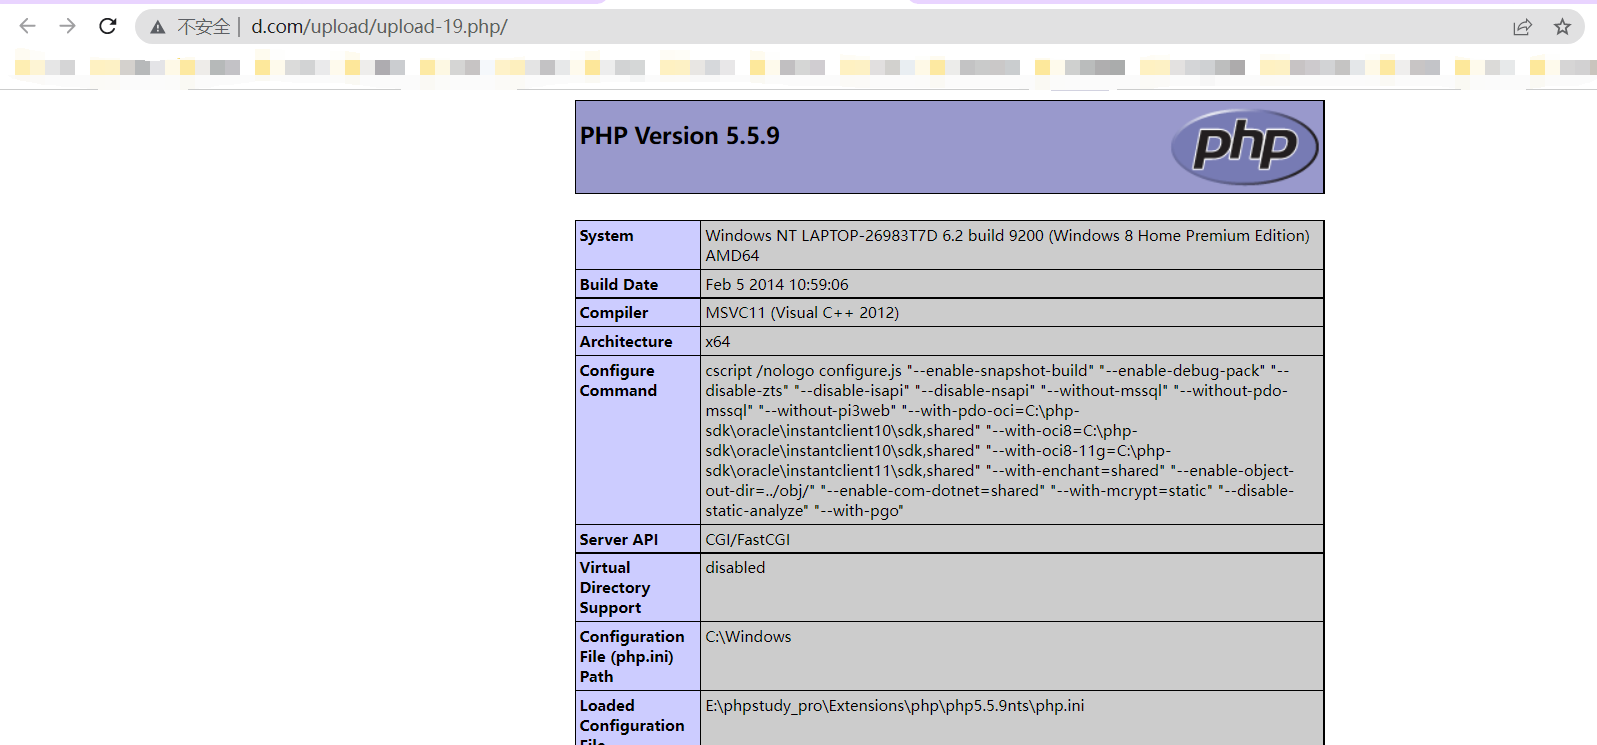 不安全 d.com/upload/upload-19.php/
PHP Version 5.5.9
php
System
Windows NT LAPTOP-26983T7D 6.2 build 9200 (Windows 8 Home Premium Edition)
AMD64
Build Date
Feb 5 2014 10:59:06
Compiler
MSVC11 (Visual C++ 2012)
Architecture
x64
Configure
Command
cscript /nologo configure.js "--enable-snapshot-build" "--enable-debug-pack" "--
disable-zts" "--disable-isapi" "--disable-nsapi" "--without-mssql" "--without-pdo-
mssql" "--without-pi3web" "--with-pdo-oci=C:\php-
sdk\oracle\instantclient10\sdk,shared" "--with-oci8=C:\php-
sdk\oracle\instantclient10\sdk,shared" "--with-oci8-11g=C:\php-
sdk\oracle\instantclient11\sdk,shared" "--with-enchant=shared" "--enable-object-
out-dir=../obj/" "--enable-com-dotnet=shared" "--with-mcrypt=static" "--disable-
static-analyze" "--with-pgo"
Server API
CGI/FastCGI
Virtual
Directory
Support
disabled
Configuration
File (php.ini)
Path
C:\Windows
Loaded
Configuration
File
E:\phpstudy_pro\Extensions\php\php5.5.9nts\php.ini